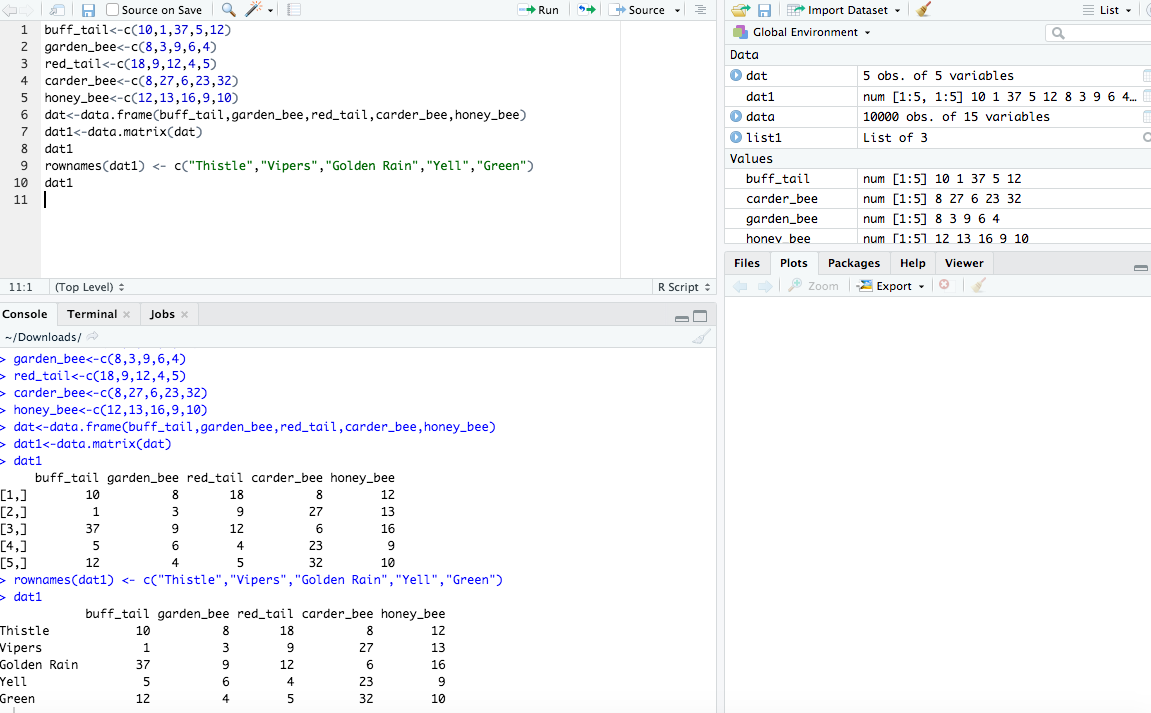 Source on Save Run Source
1 buff_tail<-c(10,1,37,5,12)
2 garden_bee<-c(8,3,9,6,4)
3 red_tail<-c(18,9,12,4,5)
4 carder_bee<-c(8,27,6,23,32)
5 honey_bee<-c(12,13,16,9,10)
6 dat<-data.frame(buff_tail,garden_bee,red_tail,carder_bee,honey_bee)
7 dat1<-data.matrix(dat)
8 dat1
9 rownames(dat1) <- c("Thistle","Vipers","Golden Rain","Yell","Green")
10 dat1
11
11:1 (Top Level) R Script
Console Terminal Jobs
~/Downloads/
> garden_bee<-c(8,3,9,6,4)
> red_tail<-c(18,9,12,4,5)
> carder_bee<-c(8,27,6,23,32)
> honey_bee<-c(12,13,16,9,10)
> dat<-data.frame(buff_tail,garden_bee,red_tail,carder_bee,honey_bee)
> dat1<-data.matrix(dat)
> dat1
buff_tail garden_bee red_tail carder_bee honey_bee
[1,] 10 8 18 8 12
[2,] 1 3 9 27 13
[3,] 37 9 12 6 16
[4,] 5 6 4 23 9
[5,] 12 4 5 32 10
> rownames(dat1) <- c("Thistle","Vipers","Golden Rain","Yell","Green")
> dat1
buff_tail garden_bee red_tail carder_bee honey_bee
Thistle 10 8 18 8 12
Vipers 1 3 9 27 13
Golden Rain 37 9 12 6 16
Yell 5 6 4 23 9
Green 12 4 5 32 10
Import Dataset List
Global Environment
Data
dat 5 obs. of 5 variables
dat1 num [1:5, 1:5] 10 1 37 5 12 8 3 9 6 4…
data 10000 obs. of 15 variables
list1 List of 3
Values
buff_tail num [1:5] 10 1 37 5 12
carder_bee num [1:5] 8 27 6 23 32
garden_bee num [1:5] 8 3 9 6 4
honey_bee num [1:5] 12 13 16 9 10
Files Plots Packages Help Viewer
Zoom Export